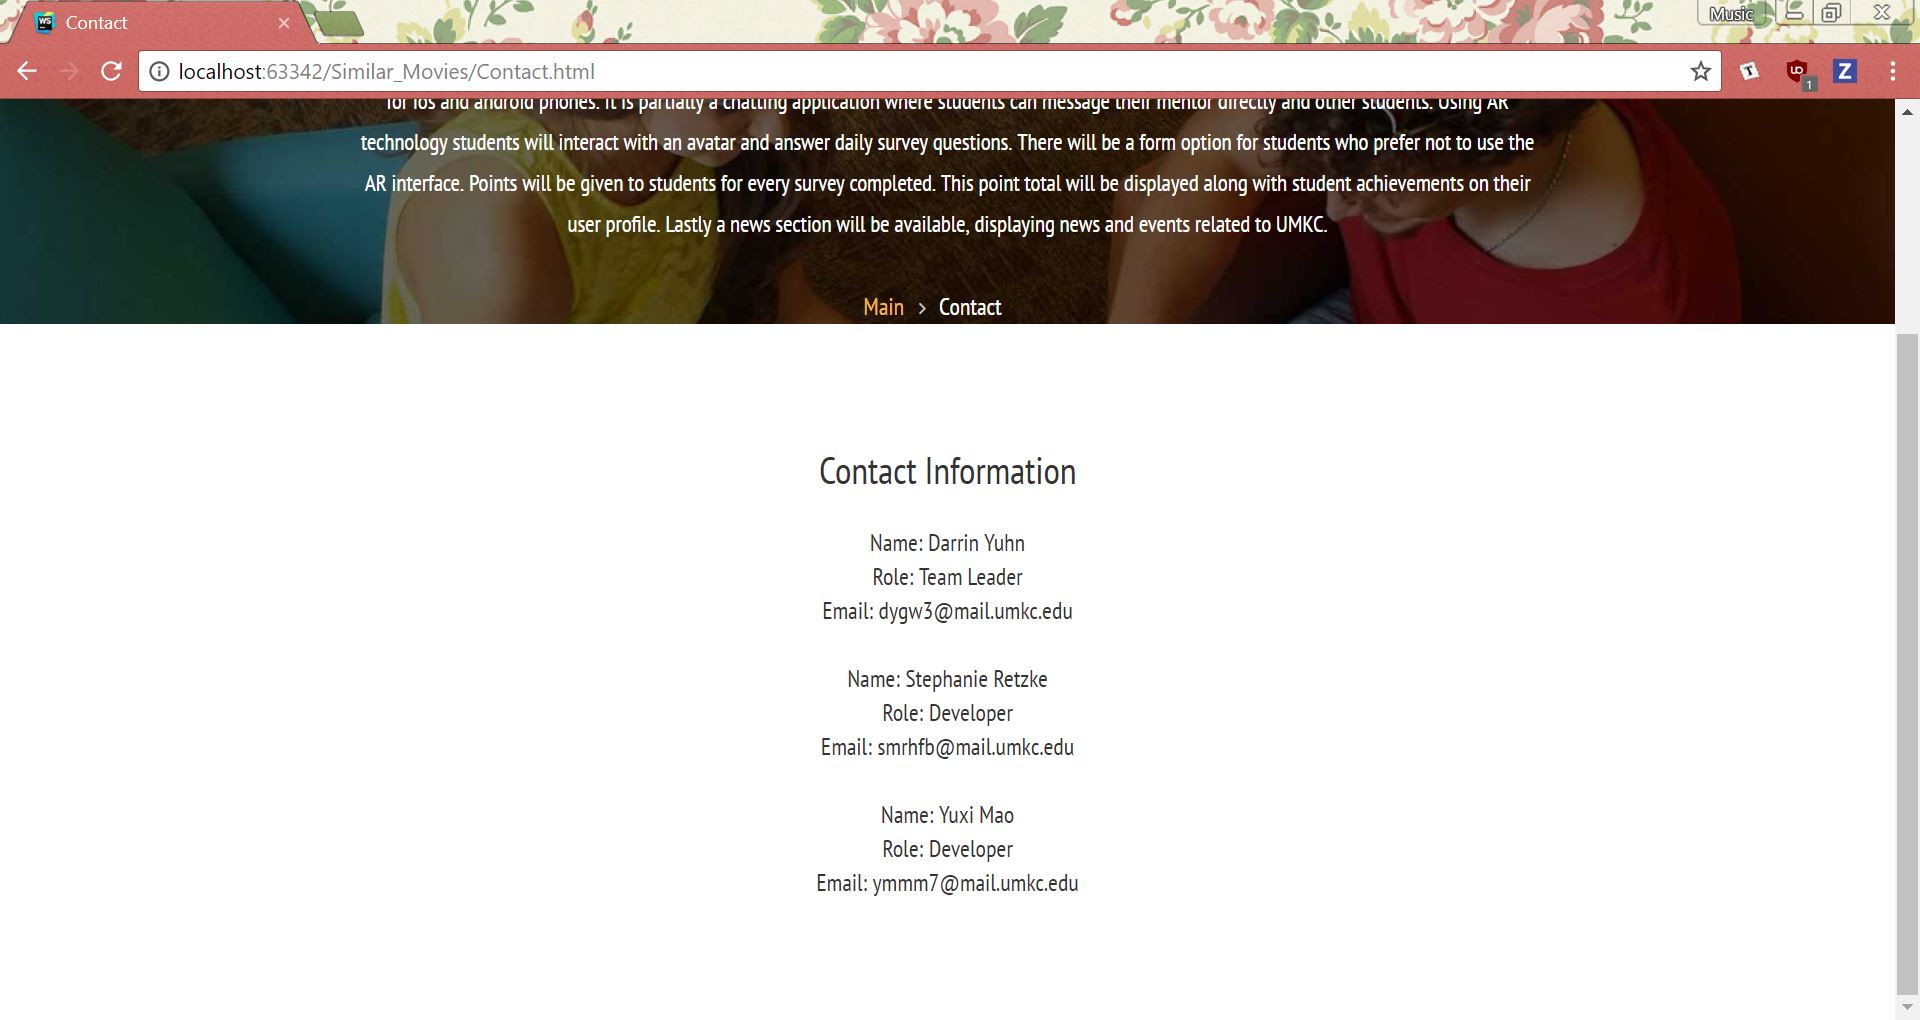 Contact
Music
localhost:63342/Similar_Movies/Contact.html
1
for ios and android phones. It is partially a chatting application where students can message their mentor directly and other students. Using AR
technology students will interact with an avatar and answer daily survey questions. There will be a form option for students who prefer not to use the
AR interface. Points will be given to students for every survey completed. This point total will be displayed along with student achievements on their
user profile. Lastly a news section will be available, displaying news and events related to UMKC.
Main > Contact
Contact Information
Name: Darrin Yuhn
Role: Team Leader
Email: dygw3@mail.umkc.edu
Name: Stephanie Retzke
Role: Developer
Email: smrhfb@mail.umkc.edu
Name: Yuxi Mao
Role: Developer
Email: ymmm7@mail.umkc.edu